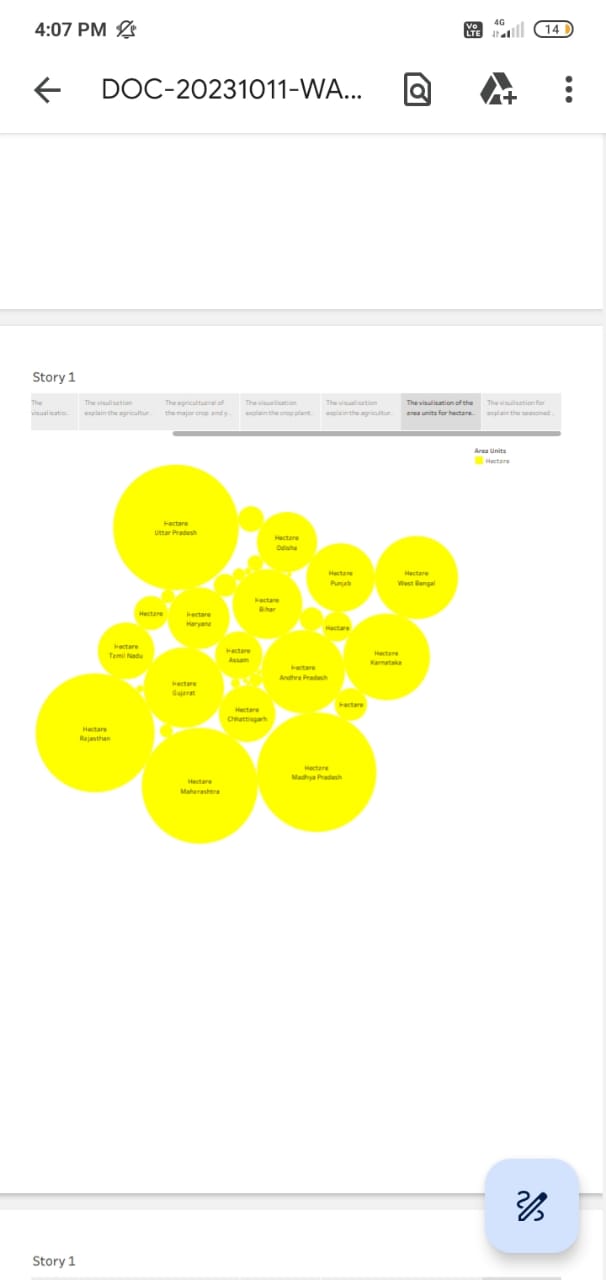 4:07 PM
Vo
LTE
4G
14
DOC-20231011-WA...
Story 1
The
visualisatio..
The visulisation
explain the agricultur..
The agricultural of
the major crop and y..
The visualisation
explain the crop plant..
The visualisation
explain the agricultur..
The visulisation of the
area units for hectare..
The visulisation for
explain the seasoned..
Area Units
Hectare
Hectare
Uttar Pradesh
Hectare
Odisha
Hectare
Punjab
Hectare
West Bengal
Hectare
Bihar
Hectare
Hectare
Haryana
Hectare
Hectare
Tamil Nadu
Hectare
Assam
Hectare
Karnataka
Hectare
Andhra Pradesh
Hectare
Gujarat
Hectare
Hectare
Chhattisgarh
Hectare
Rajasthan
Hectare
Madhya Pradesh
Hectare
Maharashtra
Story 1